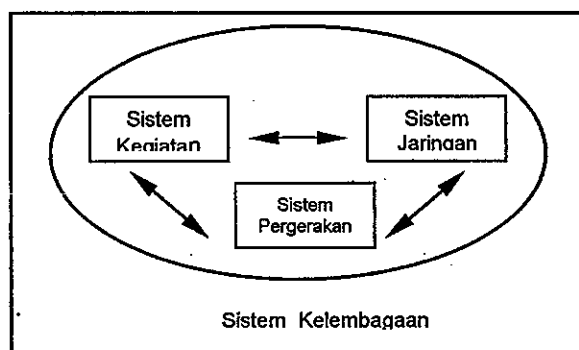 Sistem
Kegiatan
Sistem
Jaringan
Sistem
Pergerakan
Sistem Kelembagaan